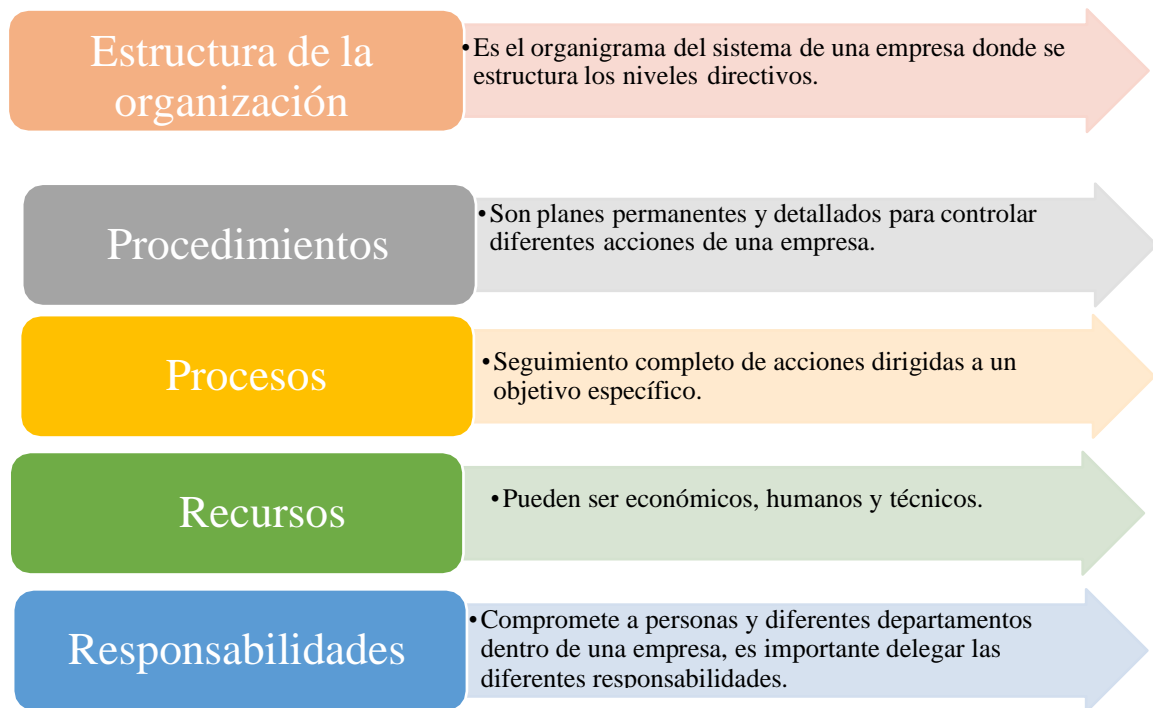 Estructura de la
organización
•Es el organigrama del sistema de una empresa donde se
estructura los niveles directivos.
Procedimientos
•Son planes permanentes y detallados para controlar
diferentes acciones de una empresa.
Procesos
•Seguimiento completo de acciones dirigidas a un
objetivo específico.
Recursos
•Pueden ser económicos, humanos y técnicos.
Responsabilidades
•Compromete a personas y diferentes departamentos
dentro de una empresa, es importante delegar las
diferentes responsabilidades.